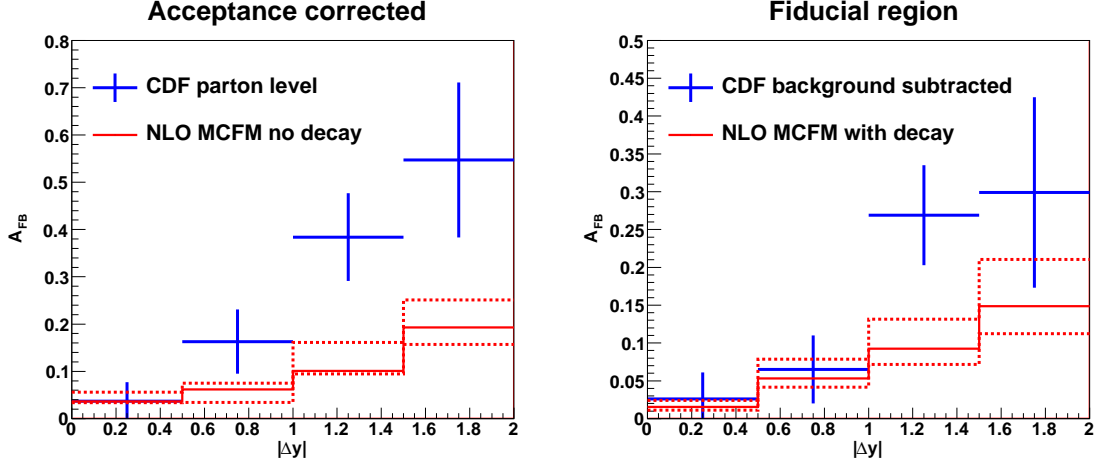 Acceptance corrected
0.8
0.7
0.6
0.5
0.4
0.3
0.2
0.1
0
A_FB
CDF parton level
NLO MCFM no decay
0 0.2 0.4 0.6 0.8 1 1.2 1.4 1.6 1.8 2
|Δy|
Fiducial region
0.5
0.45
0.4
0.35
0.3
0.25
0.2
0.15
0.1
0.05
0
A_FB
CDF background subtracted
NLO MCFM with decay
0 0.2 0.4 0.6 0.8 1 1.2 1.4 1.6 1.8 2
|Δy|